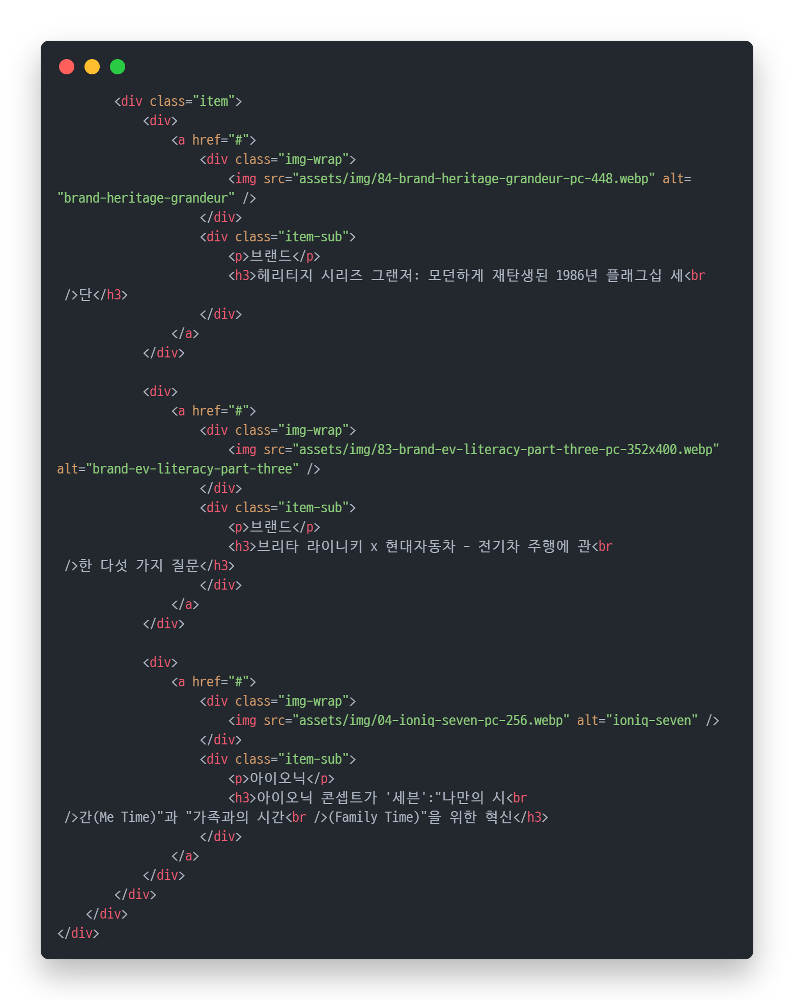 <div class="item">
<div>
<a href="#">
<div class="img-wrap">
<img src="assets/img/84-brand-heritage-grandeur-pc-448.webp" alt=
"brand-heritage-grandeur" />
</div>
<div class="item-sub">
<p>브랜드</p>
<h3>헤리티지 시리즈 그랜저: 모던하게 재탄생된 1986년 플래그십 세<br
/>단</h3>
</div>
</a>
</div>
<div>
<a href="#">
<div class="img-wrap">
<img src="assets/img/83-brand-ev-literacy-part-three-pc-352x400.webp"
alt="brand-ev-literacy-part-three" />
</div>
<div class="item-sub">
<p>브랜드</p>
<h3>브리타 라이니키 x 현대자동차 - 전기차 주행에 관<br
/>한 다섯 가지 질문</h3>
</div>
</a>
</div>
<div>
<a href="#">
<div class="img-wrap">
<img src="assets/img/04-ioniq-seven-pc-256.webp" alt="ioniq-seven" />
</div>
<div class="item-sub">
<p>아이오닉</p>
<h3>아이오닉 콘셉트가 '세븐':"나만의 시<br
/>간(Me Time)"과 "가족과의 시간<br />(Family Time)"을 위한 혁신</h3>
</div>
</a>
</div>
</div>
</div>
</div>